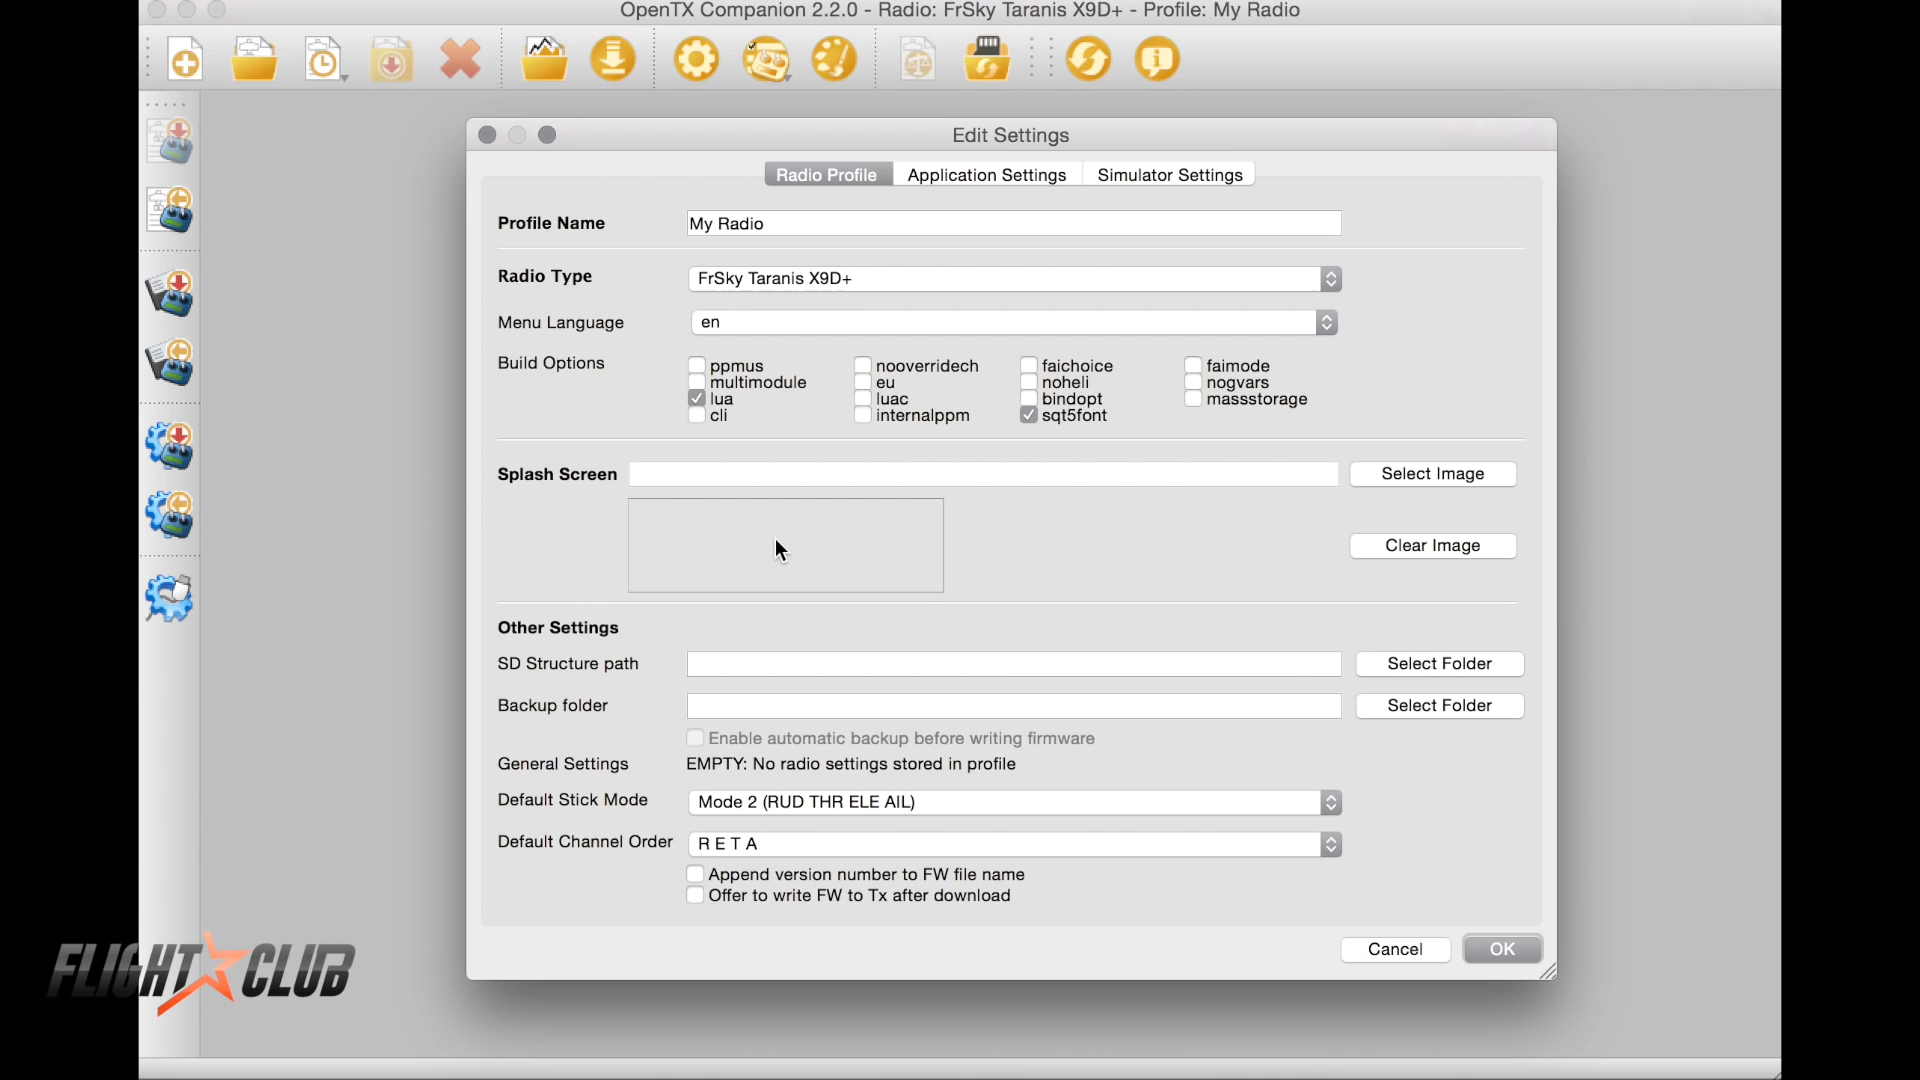 OpenTX Companion 2.2.0 - Radio: FrSky Taranis X9D+ - Profile: My Radio
Edit Settings
Radio Profile Application Settings Simulator Settings
Profile Name My Radio
Radio Type FrSky Taranis X9D+
Menu Language en
Build Options
ppmus nooverridech faichoice faimode
multimodule eu noheli nogvars
lua luac bindopt massstorage
cli internalppm sqt5font
Splash Screen Select Image
Clear Image
Other Settings
SD Structure path Select Folder
Backup folder Select Folder
Enable automatic backup before writing firmware
General Settings EMPTY: No radio settings stored in profile
Default Stick Mode Mode 2 (RUD THR ELE AIL)
Default Channel Order R E T A
Append version number to FW file name
Offer to write FW to Tx after download
Cancel OK
FLIGHT CLUB